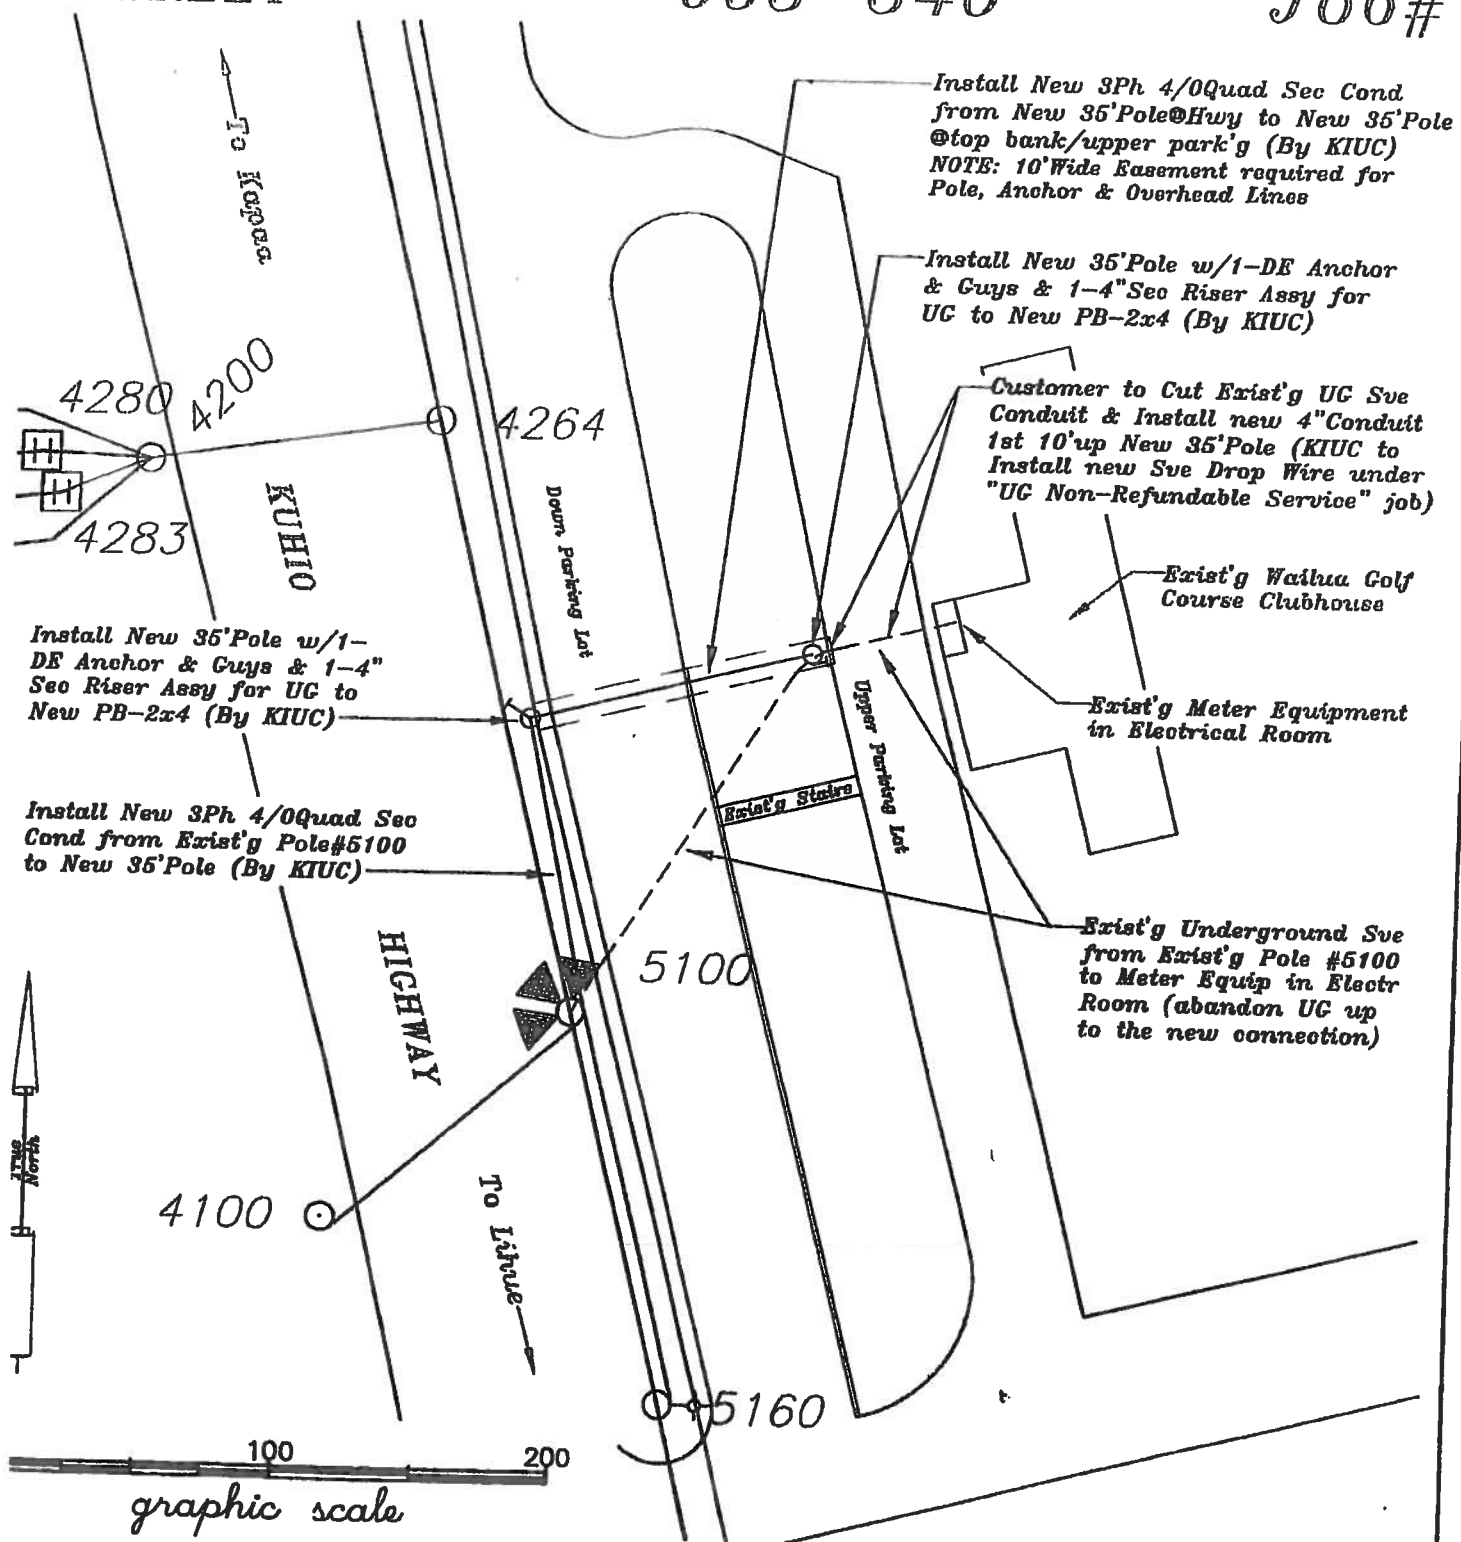 Job#
Install New 3Ph 4/0Quad Sec Cond
from New 35'Pole@Hwy to New 35'Pole
@top bank/upper park'g (By KIUC)
NOTE: 10'Wide Easement required for
Pole, Anchor & Overhead Lines
To Kapaa
Install New 35'Pole w/1-DE Anchor
& Guys & 1-4"Sec Riser Assy for
UG to New PB-2x4 (By KIUC)
4280
4200
4264
4283
Customer to Cut Exist'g UG Sve
Conduit & Install new 4"Conduit
1st 10'up New 35'Pole (KIUC to
Install new Sve Drop Wire under
"UG Non-Refundable Service" job)
KUHIO
Down Parking Lot
Exist'g Wailua Golf
Course Clubhouse
Install New 35'Pole w/1-
DE Anchor & Guys & 1-4"
Sec Riser Assy for UG to
New PB-2x4 (By KIUC)
Upper Parking Lot
Exist'g Meter Equipment
in Electrical Room
Exist'g Stairs
Install New 3Ph 4/0Quad Sec
Cond from Exist'g Pole#5100
to New 35'Pole (By KIUC)
HIGHWAY
5100
Exist'g Underground Sve
from Exist'g Pole #5100
to Meter Equip in Electr
Room (abandon UG up
to the new connection)
True
North
4100
To Lihue
5160
100
200
graphic scale